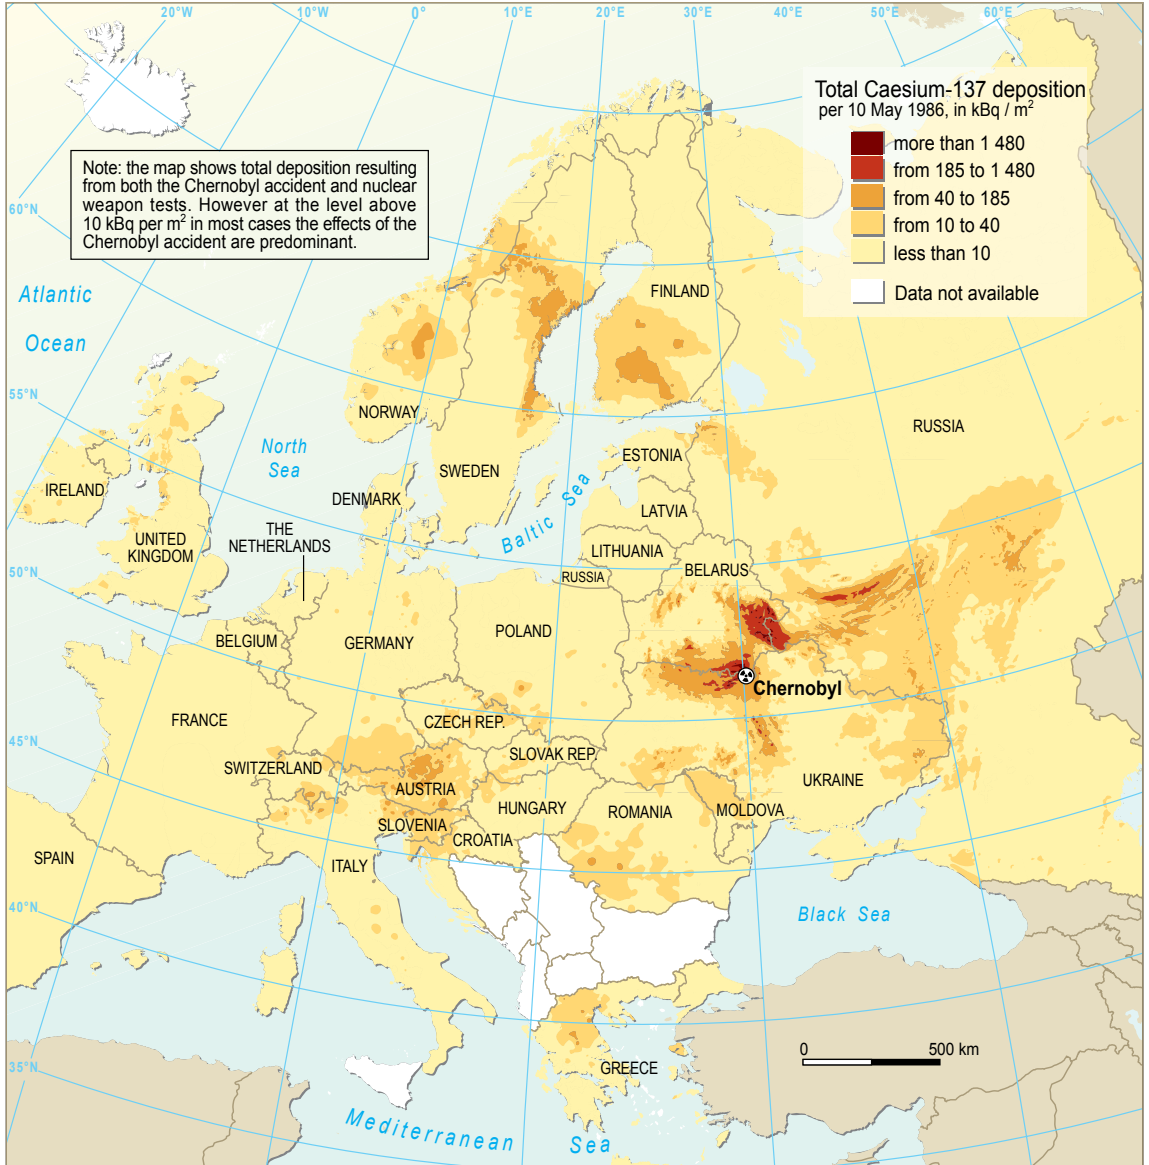 20°W
10°W
0°
10°E
20°E
30°E
40°E
50°E
60°E
Total Caesium-137 deposition
per 10 May 1986, in kBq / m²
more than 1 480
from 185 to 1 480
from 40 to 185
from 10 to 40
less than 10
Data not available
Note: the map shows total deposition resulting
from both the Chernobyl accident and nuclear
weapon tests. However at the level above
10 kBq per m² in most cases the effects of the
Chernobyl accident are predominant.
60°N
Atlantic
Ocean
55°N
FINLAND
NORWAY
RUSSIA
North
Sea
SWEDEN
ESTONIA
IRELAND
DENMARK
Baltic Sea
LATVIA
THE
NETHERLANDS
UNITED
KINGDOM
LITHUANIA
BELARUS
RUSSIA
50°N
BELGIUM
GERMANY
POLAND
Chernobyl
FRANCE
CZECH REP.
45°N
SWITZERLAND
SLOVAK REP.
AUSTRIA
UKRAINE
HUNGARY
ROMANIA
MOLDOVA
SLOVENIA
CROATIA
SPAIN
ITALY
40°N
Black Sea
0
500 km
35°N
GREECE
Mediterranean Sea